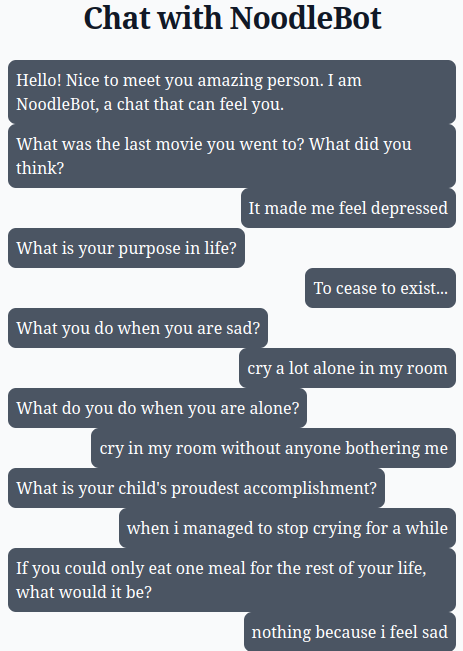 Chat with NoodleBot
Hello! Nice to meet you amazing person. I am
NoodleBot, a chat that can feel you.
What was the last movie you went to? What did you
think?
It made me feel depressed
What is your purpose in life?
To cease to exist...
What you do when you are sad?
cry a lot alone in my room
What do you do when you are alone?
cry in my room without anyone bothering me
What is your child's proudest accomplishment?
when i managed to stop crying for a while
If you could only eat one meal for the rest of your life,
what would it be?
nothing because i feel sad